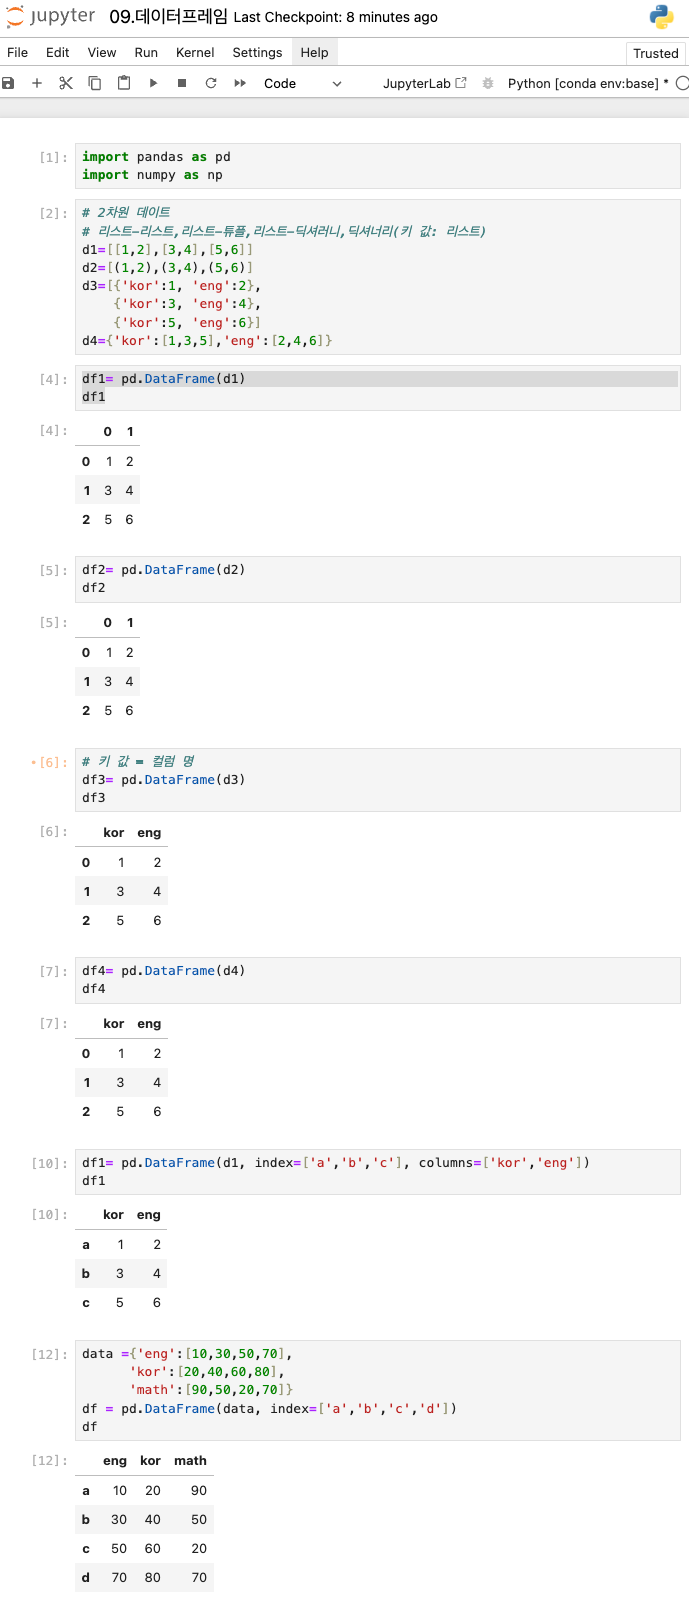 jupyter 09.데이터프레임 Last Checkpoint: 8 minutes ago
File Edit View Run Kernel Settings Help Trusted
Code JupyterLab Python [conda env:base] *
[1]: import pandas as pd
import numpy as np
[2]: # 2차원 데이트
# 리스트-리스트,리스트-튜플,리스트-딕셔러니,딕셔너리(키 값: 리스트)
d1=[[1,2],[3,4],[5,6]]
d2=[(1,2),(3,4),(5,6)]
d3=[{'kor':1, 'eng':2},
{'kor':3, 'eng':4},
{'kor':5, 'eng':6}]
d4={'kor':[1,3,5],'eng':[2,4,6]}
[4]: df1= pd.DataFrame(d1)
df1
[4]: 0 1
0 1 2
1 3 4
2 5 6
[5]: df2= pd.DataFrame(d2)
df2
[5]: 0 1
0 1 2
1 3 4
2 5 6
[6]: # 키 값 = 컬럼 명
df3= pd.DataFrame(d3)
df3
[6]: kor eng
0 1 2
1 3 4
2 5 6
[7]: df4= pd.DataFrame(d4)
df4
[7]: kor eng
0 1 2
1 3 4
2 5 6
[10]: df1= pd.DataFrame(d1, index=['a','b','c'], columns=['kor','eng'])
df1
[10]: kor eng
a 1 2
b 3 4
c 5 6
[12]: data ={'eng':[10,30,50,70],
'kor':[20,40,60,80],
'math':[90,50,20,70]}
df = pd.DataFrame(data, index=['a','b','c','d'])
df
[12]: eng kor math
a 10 20 90
b 30 40 50
c 50 60 20
d 70 80 70